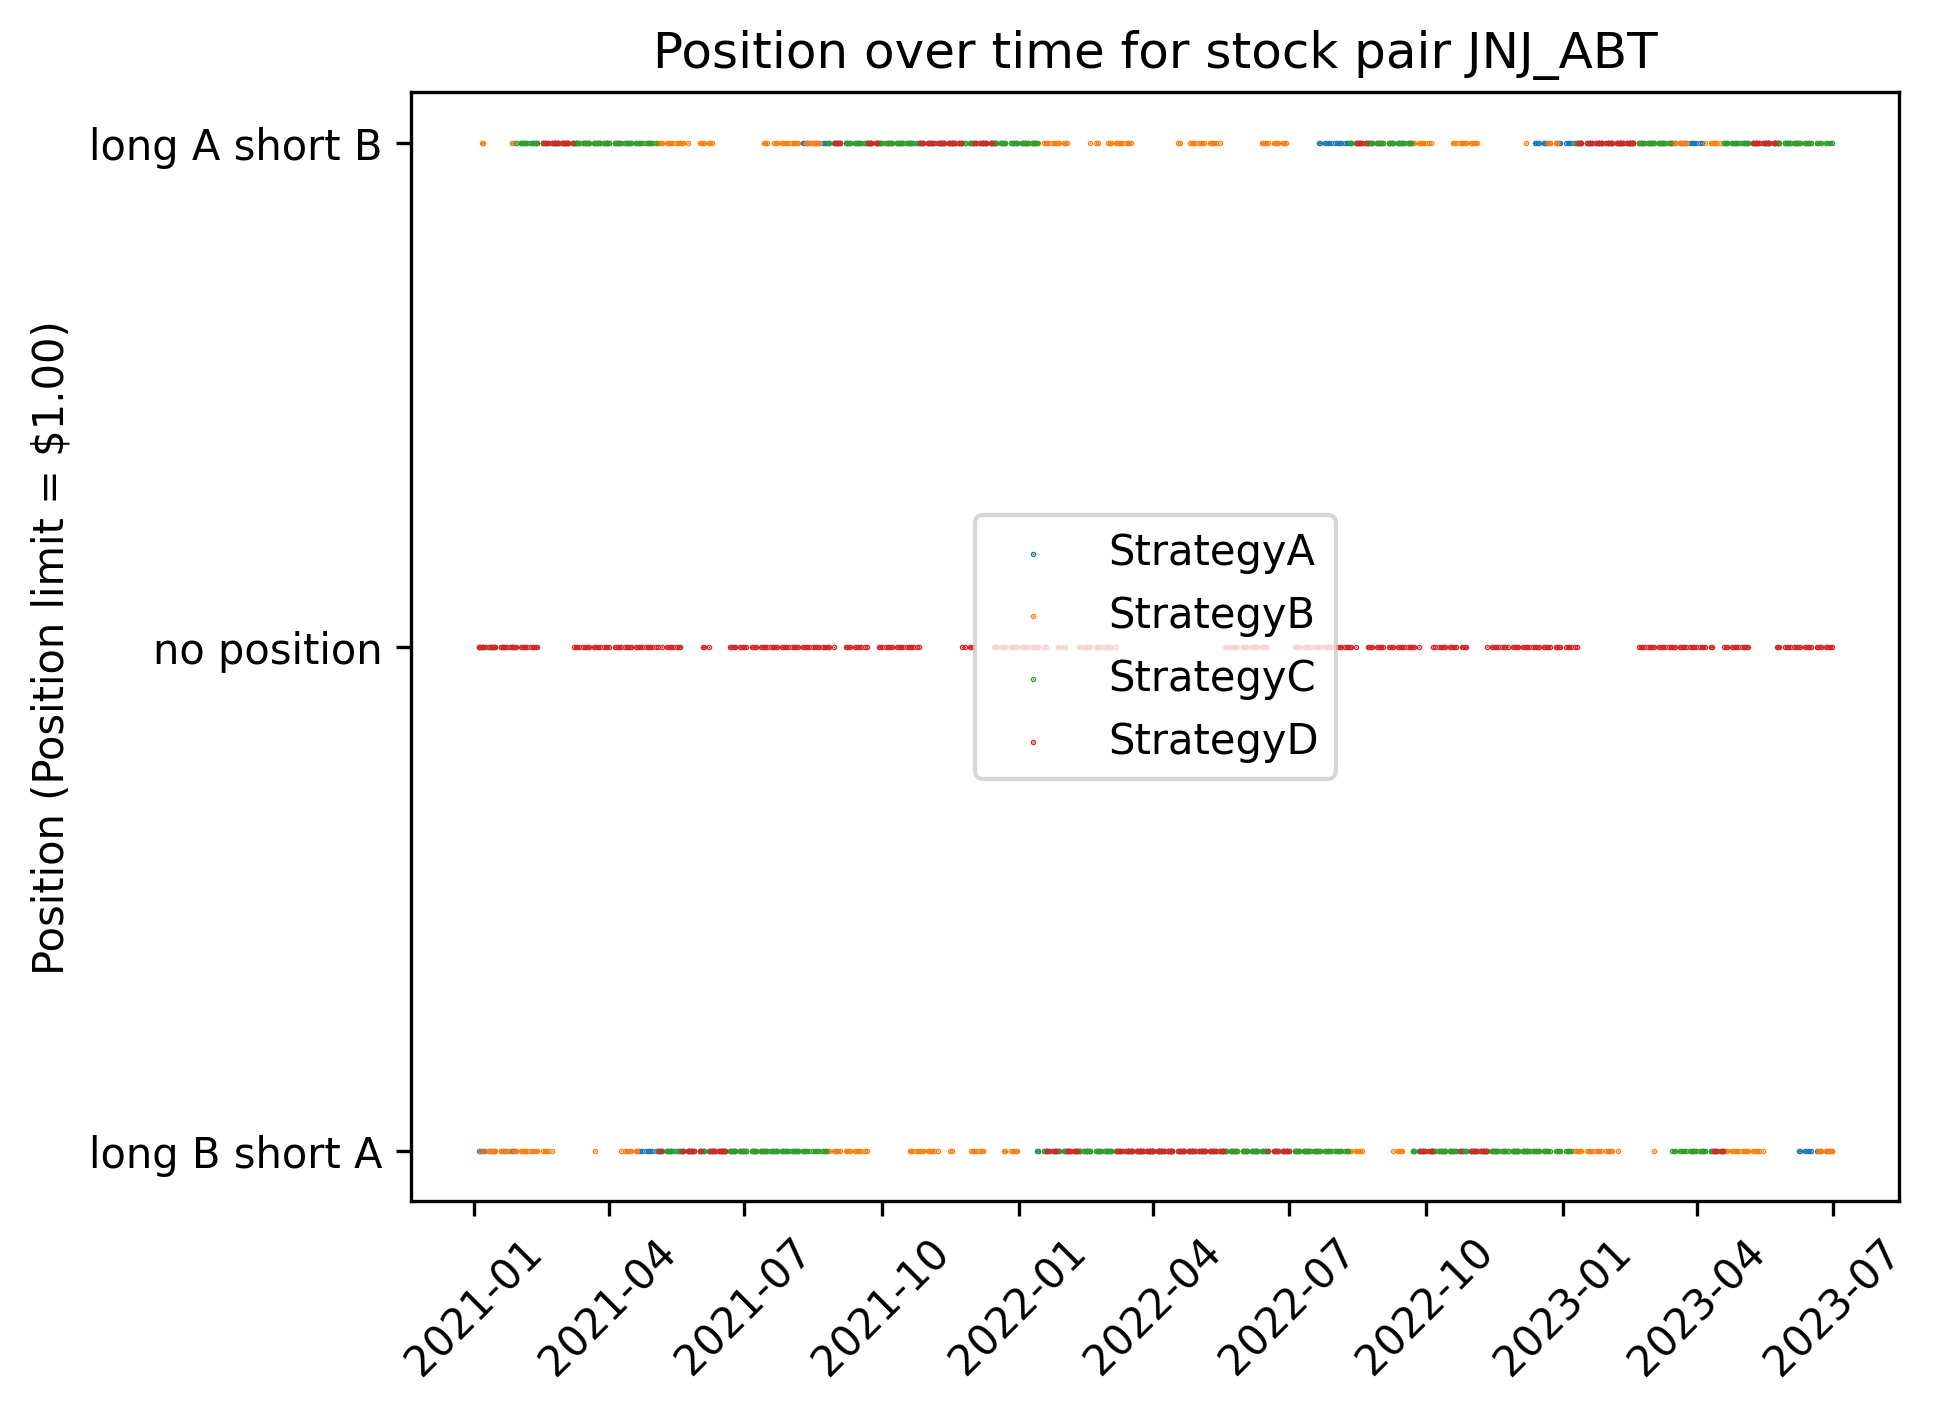 Position over time for stock pair JNJ_ABT
Position (Position limit = $1.00)
long A short B
no position
long B short A
StrategyA
StrategyB
StrategyC
StrategyD
2021-01
2021-04
2021-07
2021-10
2022-01
2022-04
2022-07
2022-10
2023-01
2023-04
2023-07